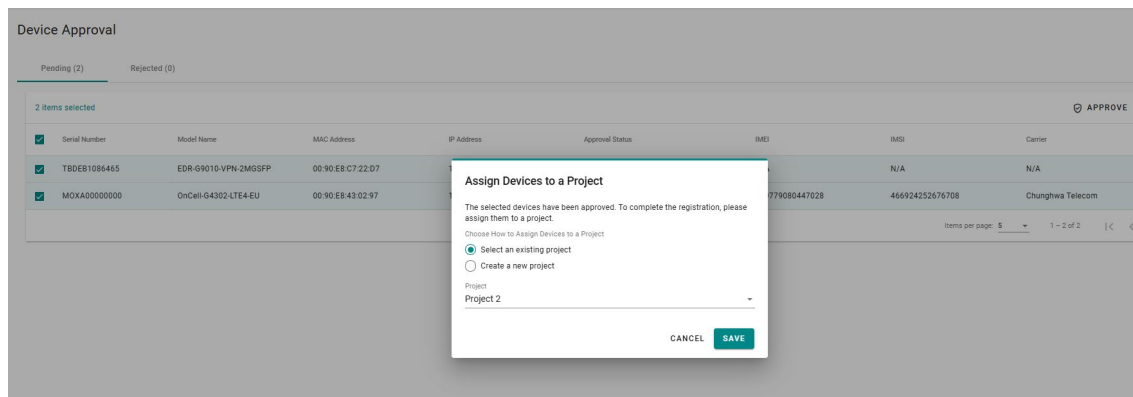 Device Approval
Pending (2) Rejected (0)
2 items selected APPROVE
Serial Number Model Name MAC Address IP Address Approval Status IMEI IMSI Carrier
TBDEB1086465 EDR-G9010-VPN-2MGSFP 00:90:E8:C7:22:D7 N/A N/A
MOXA00000000 OnCell-G4302-LTE4-EU 00:90:E8:43:02:97 779080447028 466924252676708 Chunghwa Telecom
Items per page: 5 1 – 2 of 2
Assign Devices to a Project
The selected devices have been approved. To complete the registration, please
assign them to a project.
Choose How to Assign Devices to a Project
Select an existing project
Create a new project
Project
Project 2
CANCEL SAVE